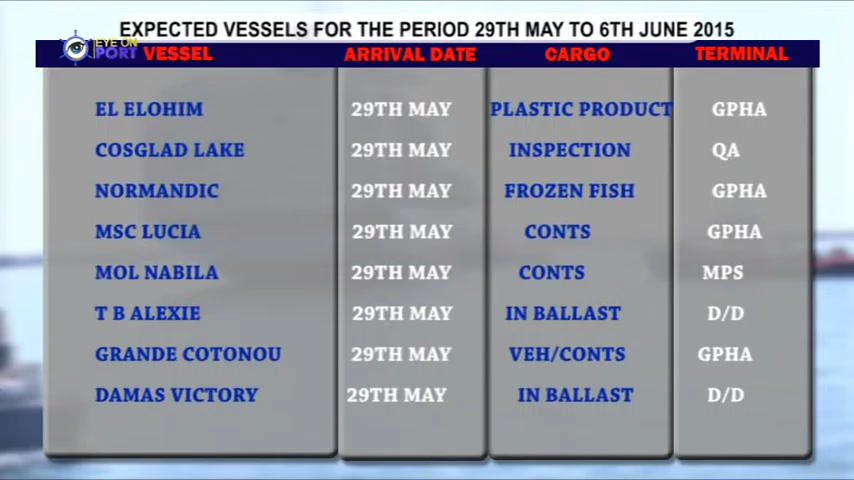 EXPECTED VESSELS FOR THE PERIOD 29TH MAY TO 6TH JUNE 2015
EYE ON
PORT
VESSEL ARRIVAL DATE CARGO TERMINAL
EL ELOHIM 29TH MAY PLASTIC PRODUCT GPHA
COSGLAD LAKE 29TH MAY INSPECTION QA
NORMANDIC 29TH MAY FROZEN FISH GPHA
MSC LUCIA 29TH MAY CONTS GPHA
MOL NABILA 29TH MAY CONTS MPS
T B ALEXIE 29TH MAY IN BALLAST D/D
GRANDE COTONOU 29TH MAY VEH/CONTS GPHA
DAMAS VICTORY 29TH MAY IN BALLAST D/D